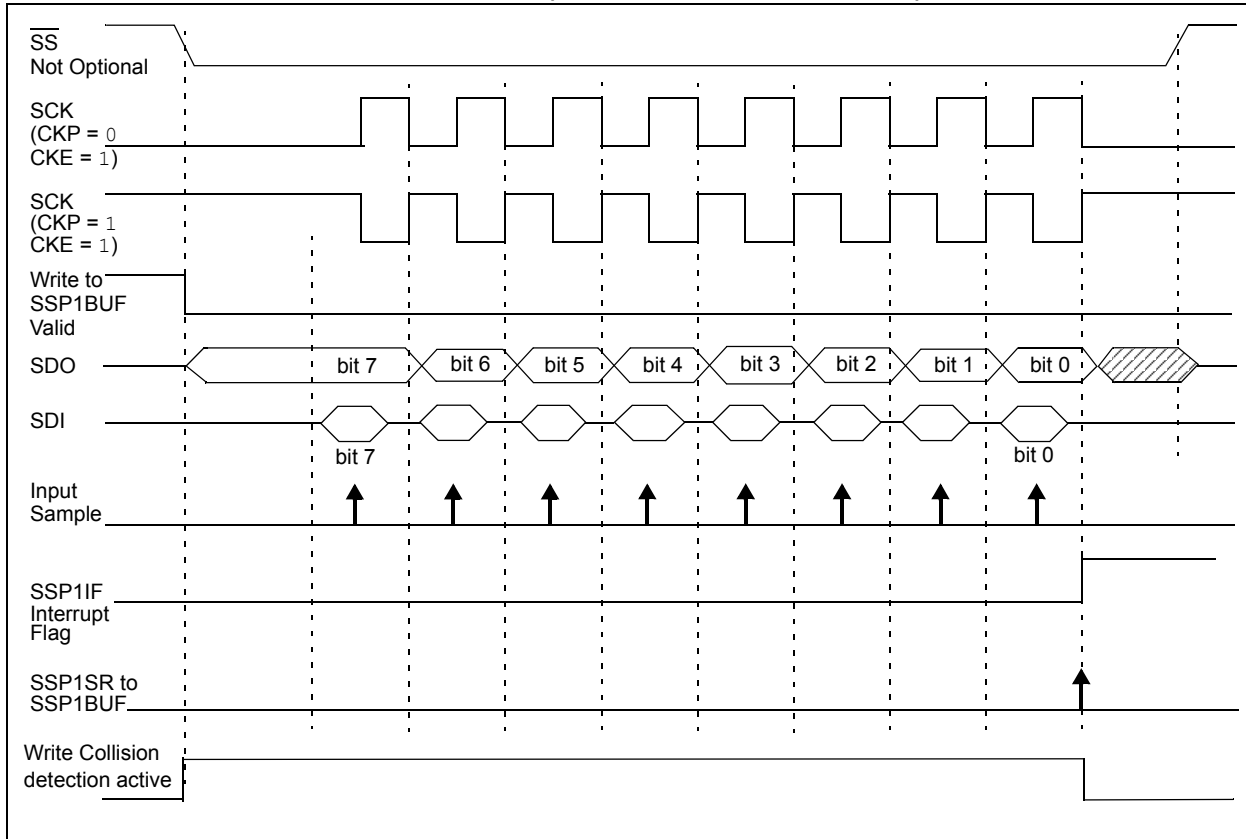 SS
Not Optional
SCK
(CKP = 0
CKE = 1)
SCK
(CKP = 1
CKE = 1)
Write to
SSP1BUF
Valid
SDO
bit 7 bit 6 bit 5 bit 4 bit 3 bit 2 bit 1 bit 0
SDI
bit 7 bit 0
Input
Sample
SSP1IF
Interrupt
Flag
SSP1SR to
SSP1BUF
Write Collision
detection active